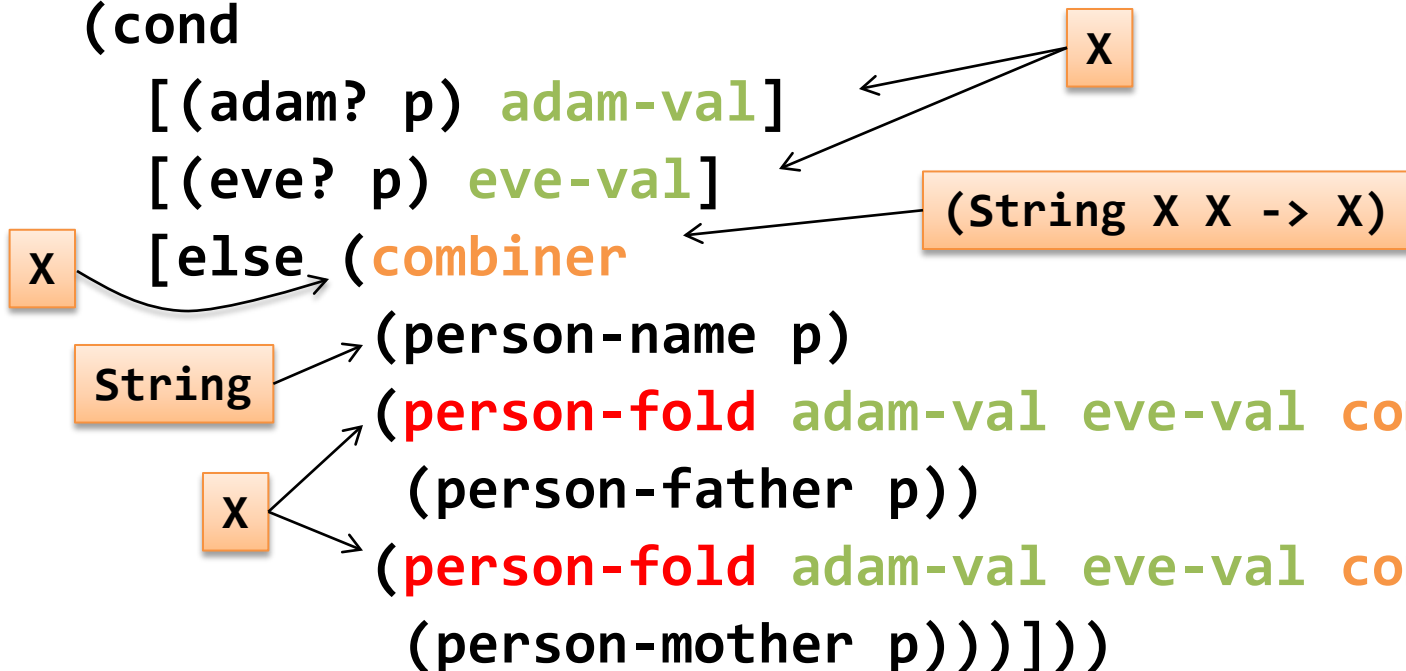 (cond
X
[(adam? p) adam-val]
[(eve? p) eve-val]
(String X X -> X)
X
[else (combiner
(person-name p)
String
(person-fold adam-val eve-val co
(person-father p))
X
(person-fold adam-val eve-val co
(person-mother p)))]))